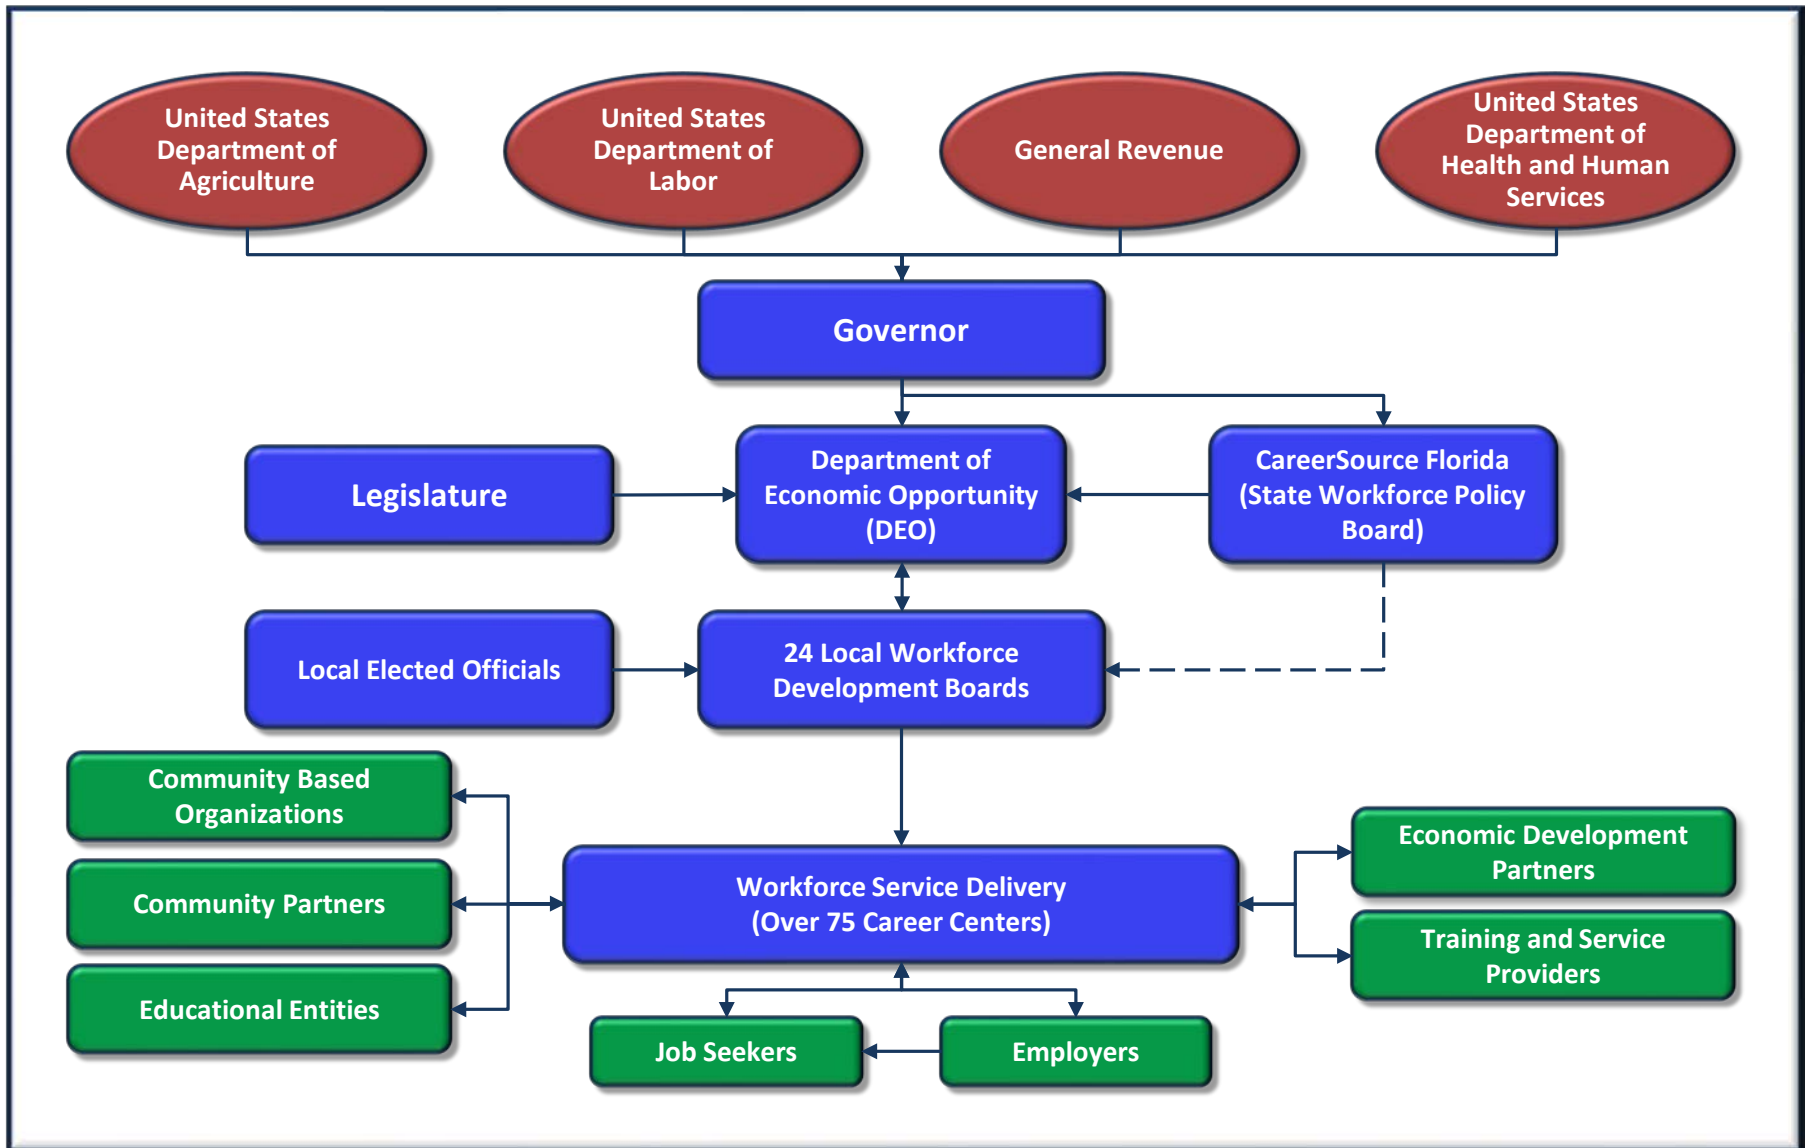 United States
Department of
Agriculture
United States
Department of
Labor
General Revenue
United States
Department of
Health and Human
Services
Governor
Legislature
Department of
Economic Opportunity
(DEO)
CareerSource Florida
(State Workforce Policy
Board)
Local Elected Officials
24 Local Workforce
Development Boards
Community Based
Organizations
Community Partners
Educational Entities
Workforce Service Delivery
(Over 75 Career Centers)
Economic Development
Partners
Training and Service
Providers
Job Seekers
Employers